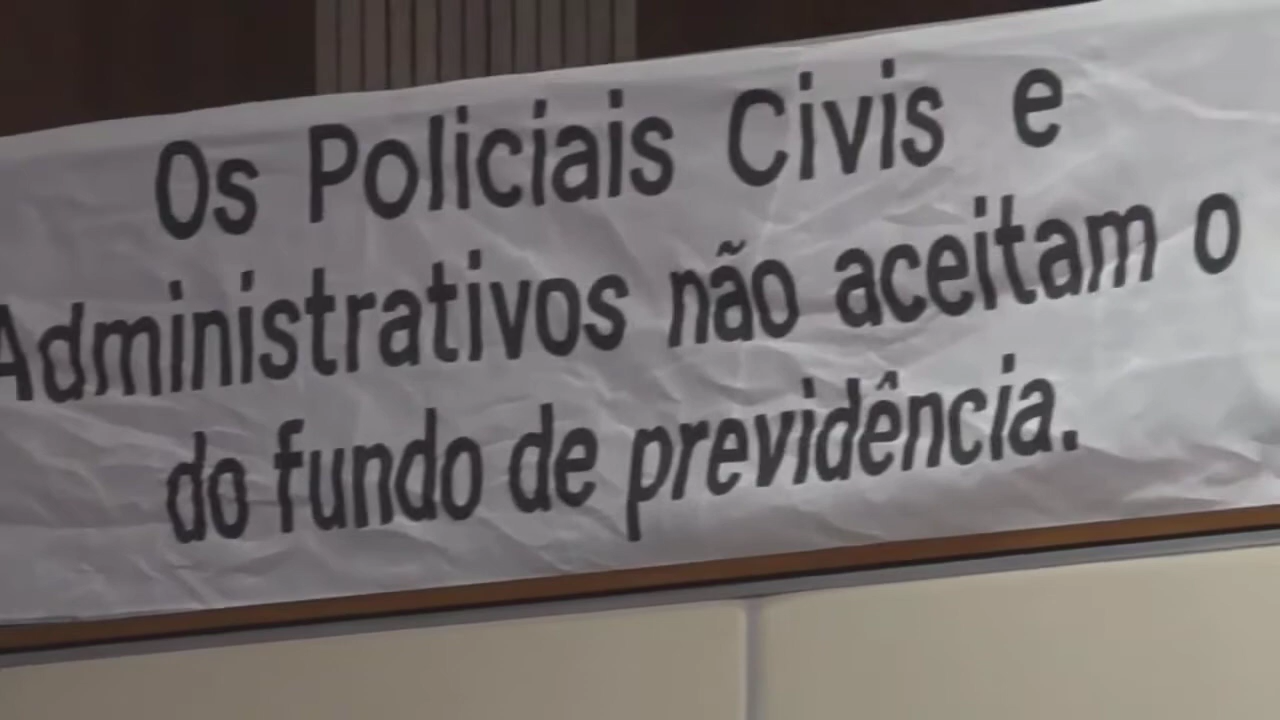 Os Policiais Civis e
Administrativos não aceitam o
do fundo de previdência.